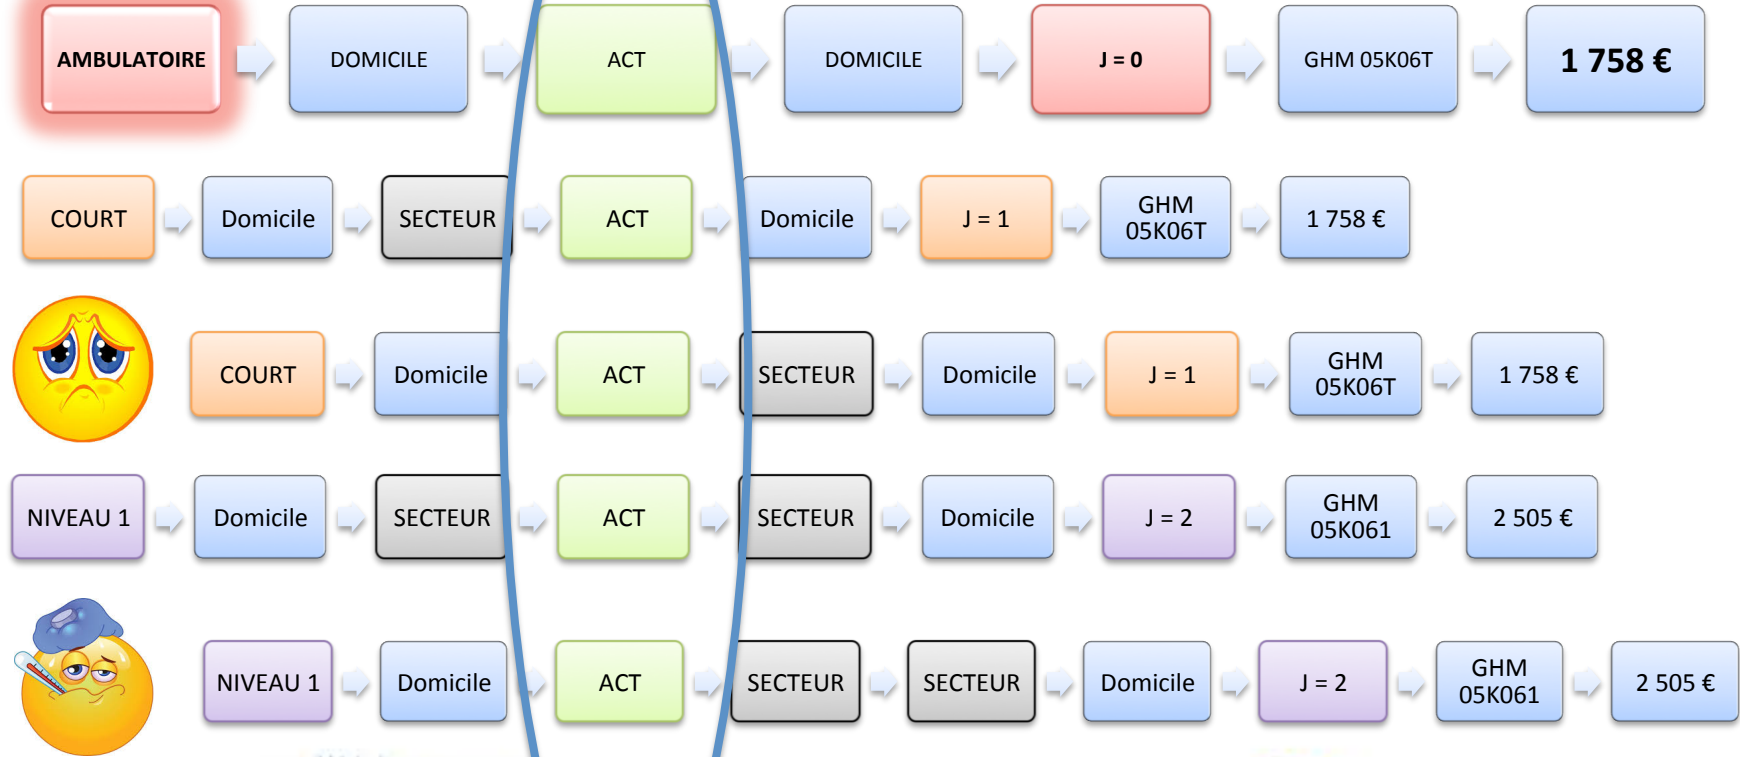 AMBULATOIRE
DOMICILE
ACT
DOMICILE
J = 0
GHM 05K06T
1 758 €
COURT
Domicile
SECTEUR
ACT
Domicile
J = 1
GHM
05K06T
1 758 €
COURT
Domicile
ACT
SECTEUR
Domicile
J = 1
GHM
05K06T
1 758 €
NIVEAU 1
Domicile
SECTEUR
ACT
SECTEUR
Domicile
J = 2
GHM
05K061
2 505 €
NIVEAU 1
Domicile
ACT
SECTEUR
SECTEUR
Domicile
J = 2
GHM
05K061
2 505 €